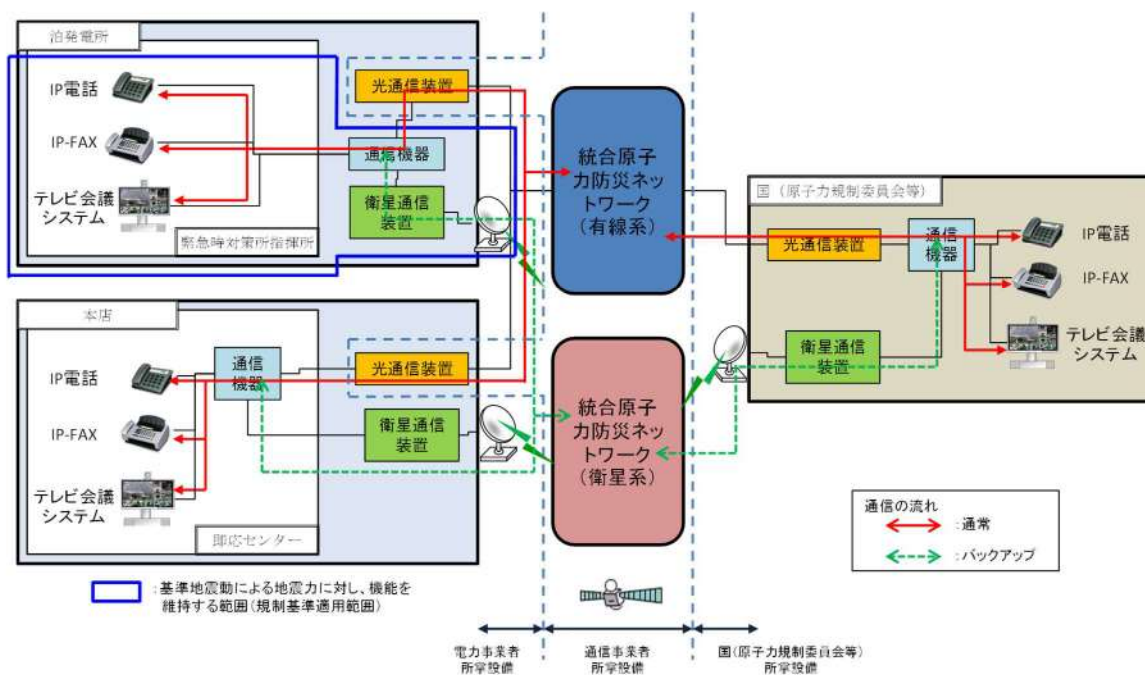 泊発電所
IP電話
IP-FAX
テレビ会議
システム
緊急時対策所指揮所
光通信装置
通信機器
衛星通信
装置
本店
IP電話
IP-FAX
テレビ会議
システム
即応センター
通信
機器
光通信装置
衛星通信
装置
統合原子
力防災ネッ
トワーク
（有線系）
統合原子
力防災ネッ
トワーク
（衛星系）
国（原子力規制委員会等）
光通信装置
通信
機器
衛星通信
装置
IP電話
IP-FAX
テレビ会議
システム
通信の流れ
：通常
：バックアップ
：基準地震動による地震力に対し、機能を
維持する範囲（規制基準適用範囲）
電力事業者
所掌設備
通信事業者
所掌設備
国（原子力規制委員会等）
所掌設備